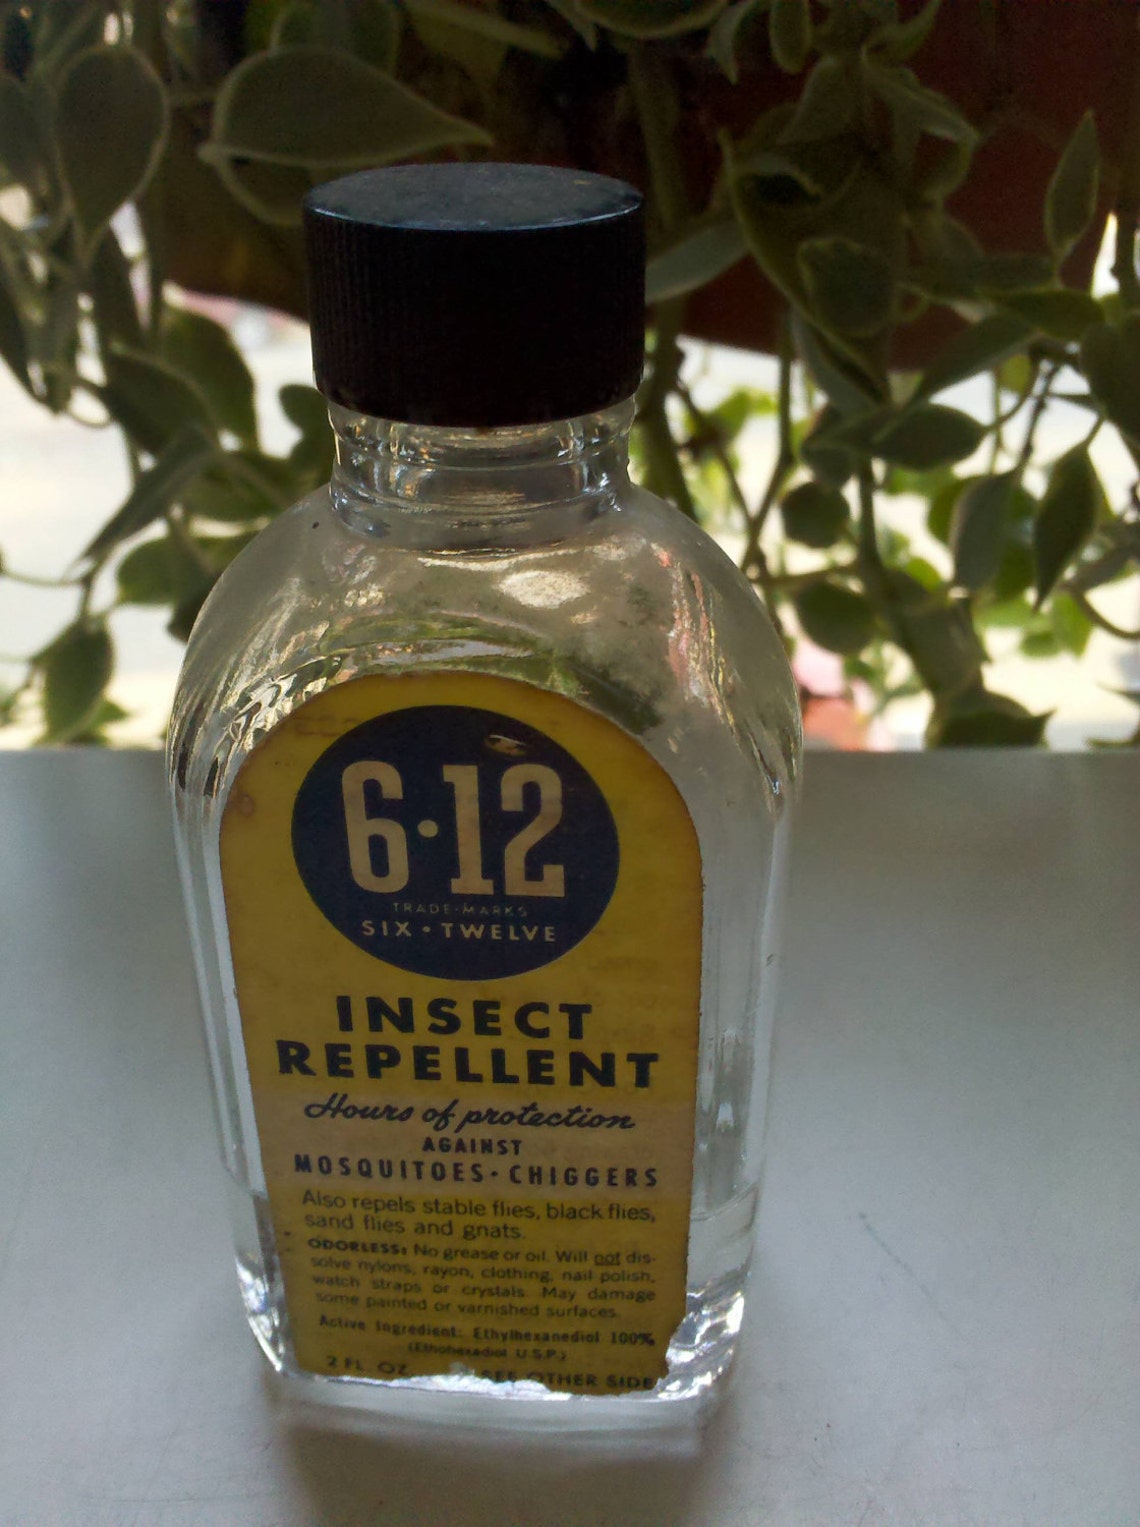 6·12
TRADE-MARKS
SIX·TWELVE
INSECT
REPELLENT
Hours of protection
AGAINST
MOSQUITOES·CHIGGERS
Also repels stable flies, black flies,
sand flies and gnats.
ODORLESS: No grease or oil. Will not dis-
solve nylons, rayon, clothing, nail polish,
watch straps or crystals. May damage
some painted or varnished surfaces.
Active Ingredient: Ethylhexanediol 100%
(Ethohexadiol U.S.P.)
2 FL. OZ. SEE OTHER SIDE